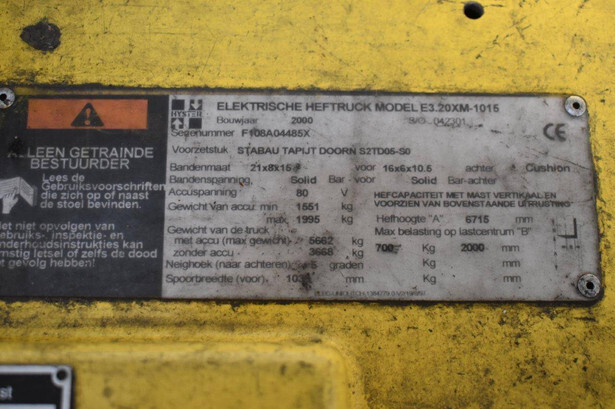 HYSTER
ELEKTRISCHE HEFTRUCK MODEL E3.20XM-1015
Bouwjaar 2000 S/O 042301
Serienummer F108A04485X
CE
Voorzetstuk STABAU TAPIJT DOORN S2TD05-S0
Bandenmaat 21x8x15 voor 16x6x10.5 achter Cushion
Bandenspanning Solid Bar - voor Solid Bar-achter
Accuspanning 80 V
Gewicht van accu: min 1551 kg
max 1995 kg
Gewicht van de truck
met accu (max gewicht) 5662 kg
zonder accu 3668 kg
Neighoek (naar achteren) 5 graden
Spoorbreedte (voor) mm
HEFCAPACITEIT MET MAST VERTIKAAL EN
VOORZIEN VAN BOVENSTAANDE UITRUSTING
Hefhoogte "A" 6715 mm
Max belasting op lastcentrum "B"
700 Kg 2000 mm
Kg mm
Kg mm
ALLEEN GETRAINDE
BESTUURDER
Lees de
Gebruiksvoorschriften
die zich op of naast
de stoel bevinden.
Het niet opvolgen van
gebruiks- inspektie- en
onderhoudsinstrukties kan
ernstig letsel of zelfs de dood
tot gevolg hebben!